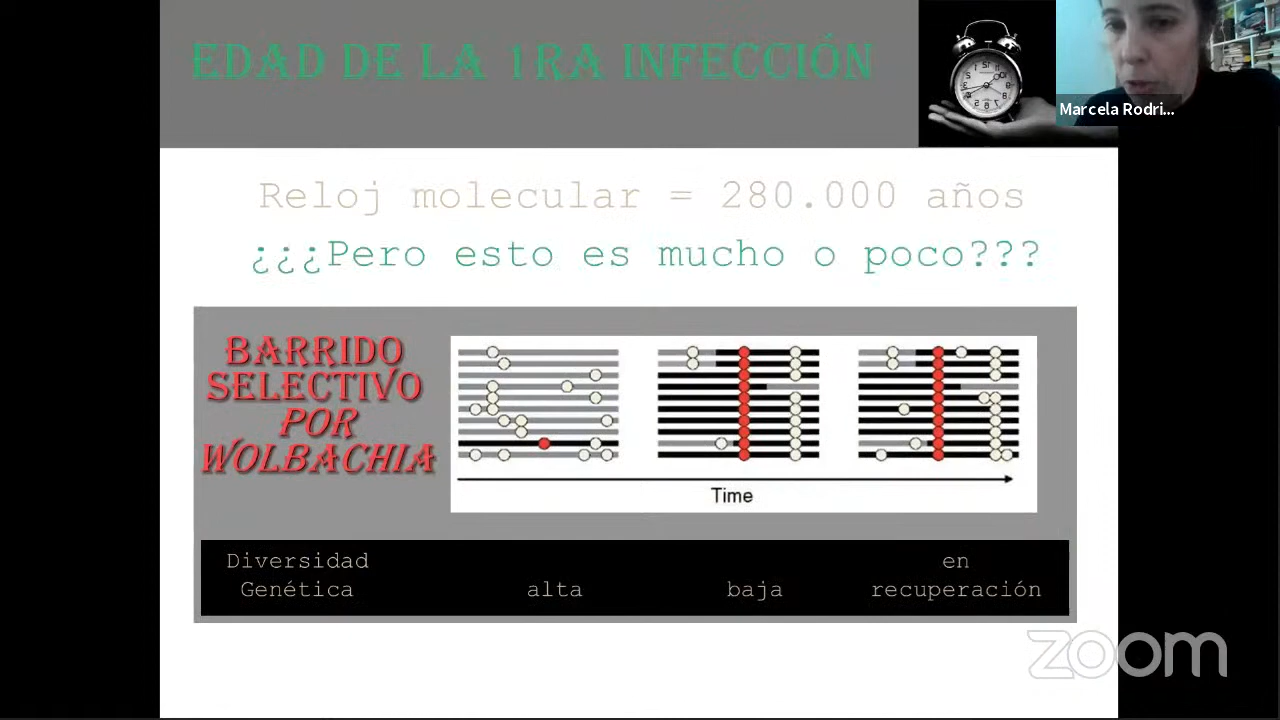 EDAD DE LA 1RA INFECCIÓN
Marcela Rodri...
Reloj molecular = 280.000 años
¿¿¿Pero esto es mucho o poco???
BARRIDO
SELECTIVO
POR
WOLBACHIA
Time
Diversidad
Genética
alta
baja
en
recuperación
zoom